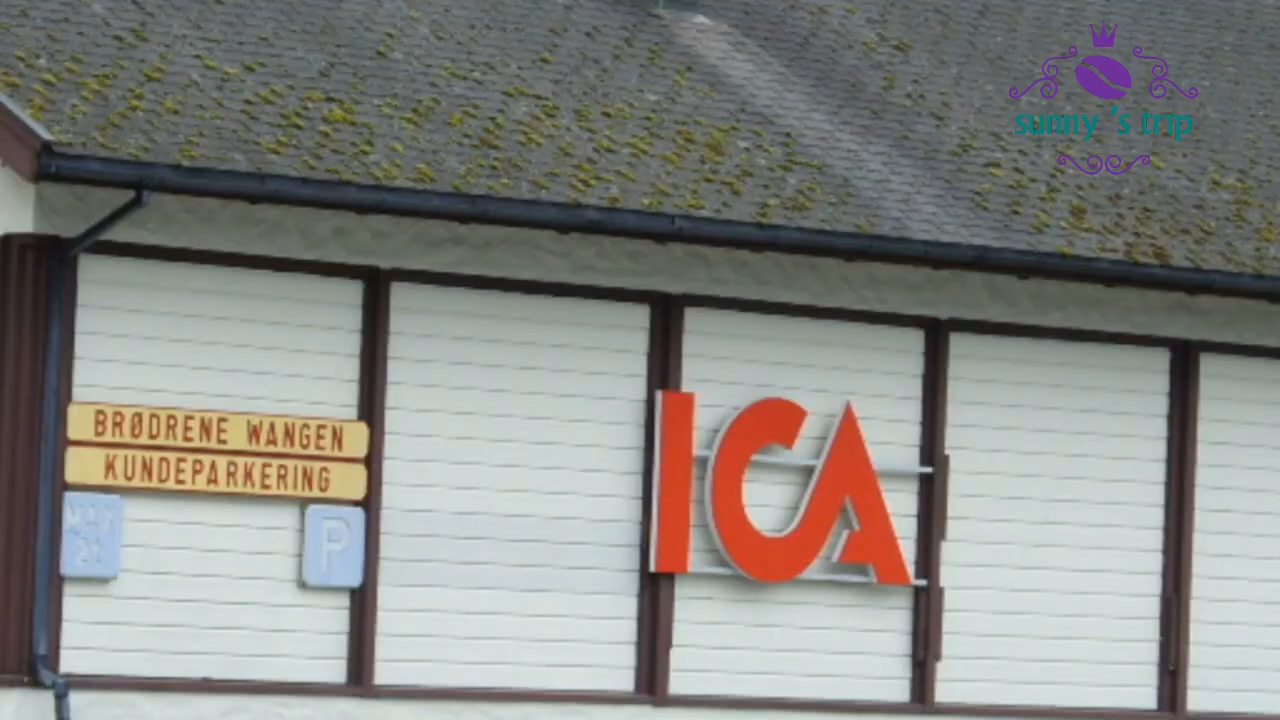 sunny 's trip
BRØDRENE WANGEN
KUNDEPARKERING
P
ICA